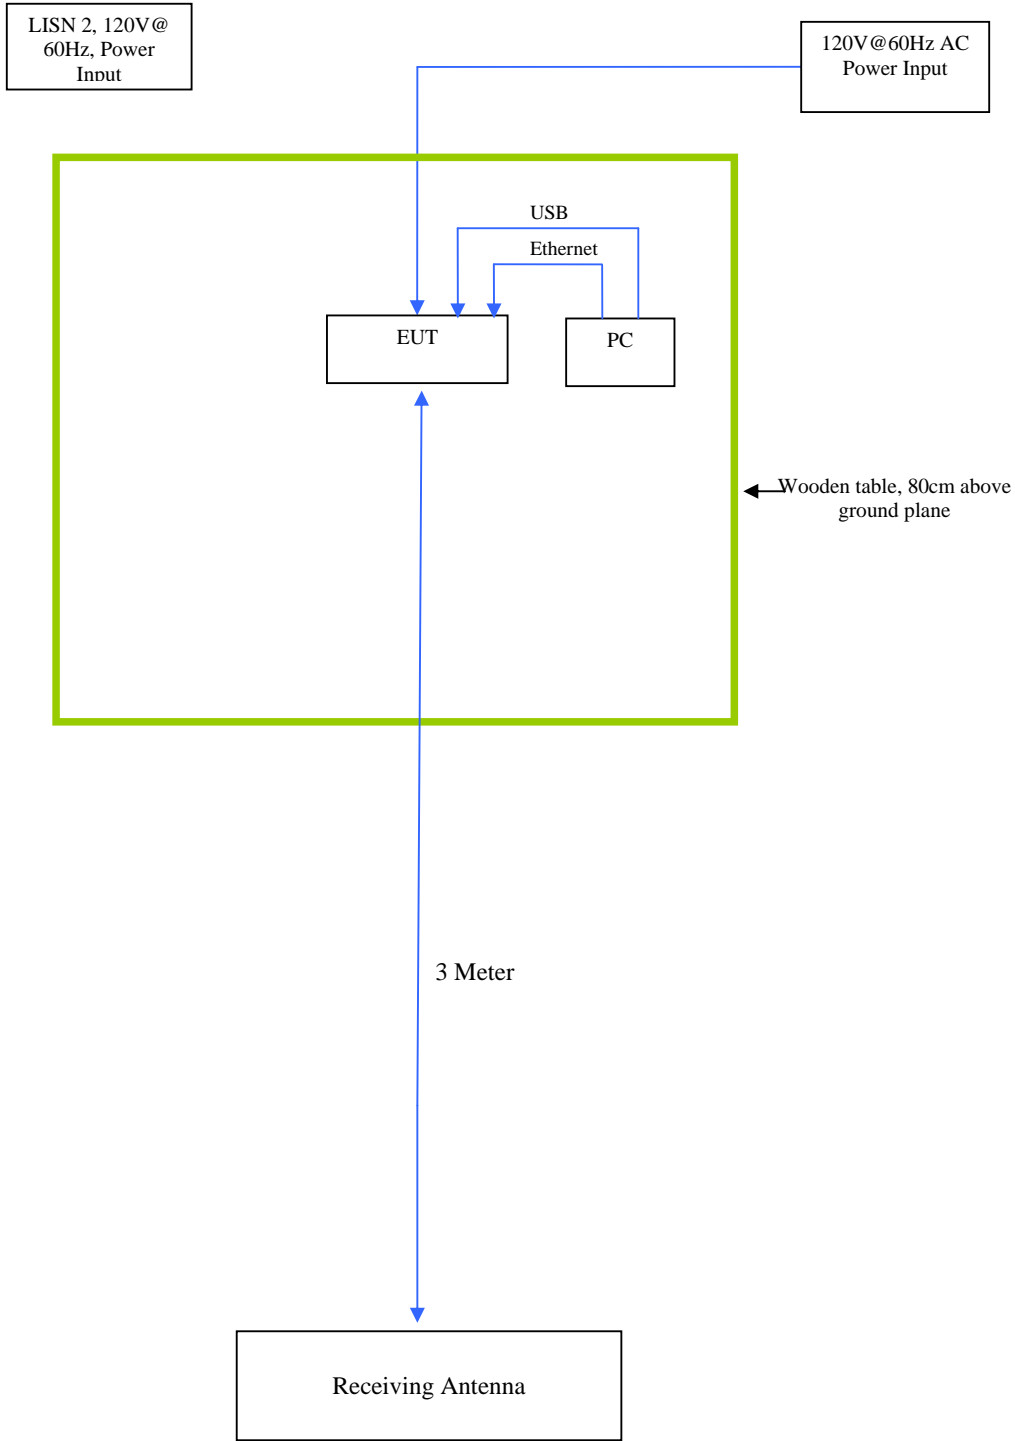 LISN 2, 120V@
60Hz, Power
Input
120V@60Hz AC
Power Input
USB
Ethernet
EUT
PC
Wooden table, 80cm above
ground plane
3 Meter
Receiving Antenna